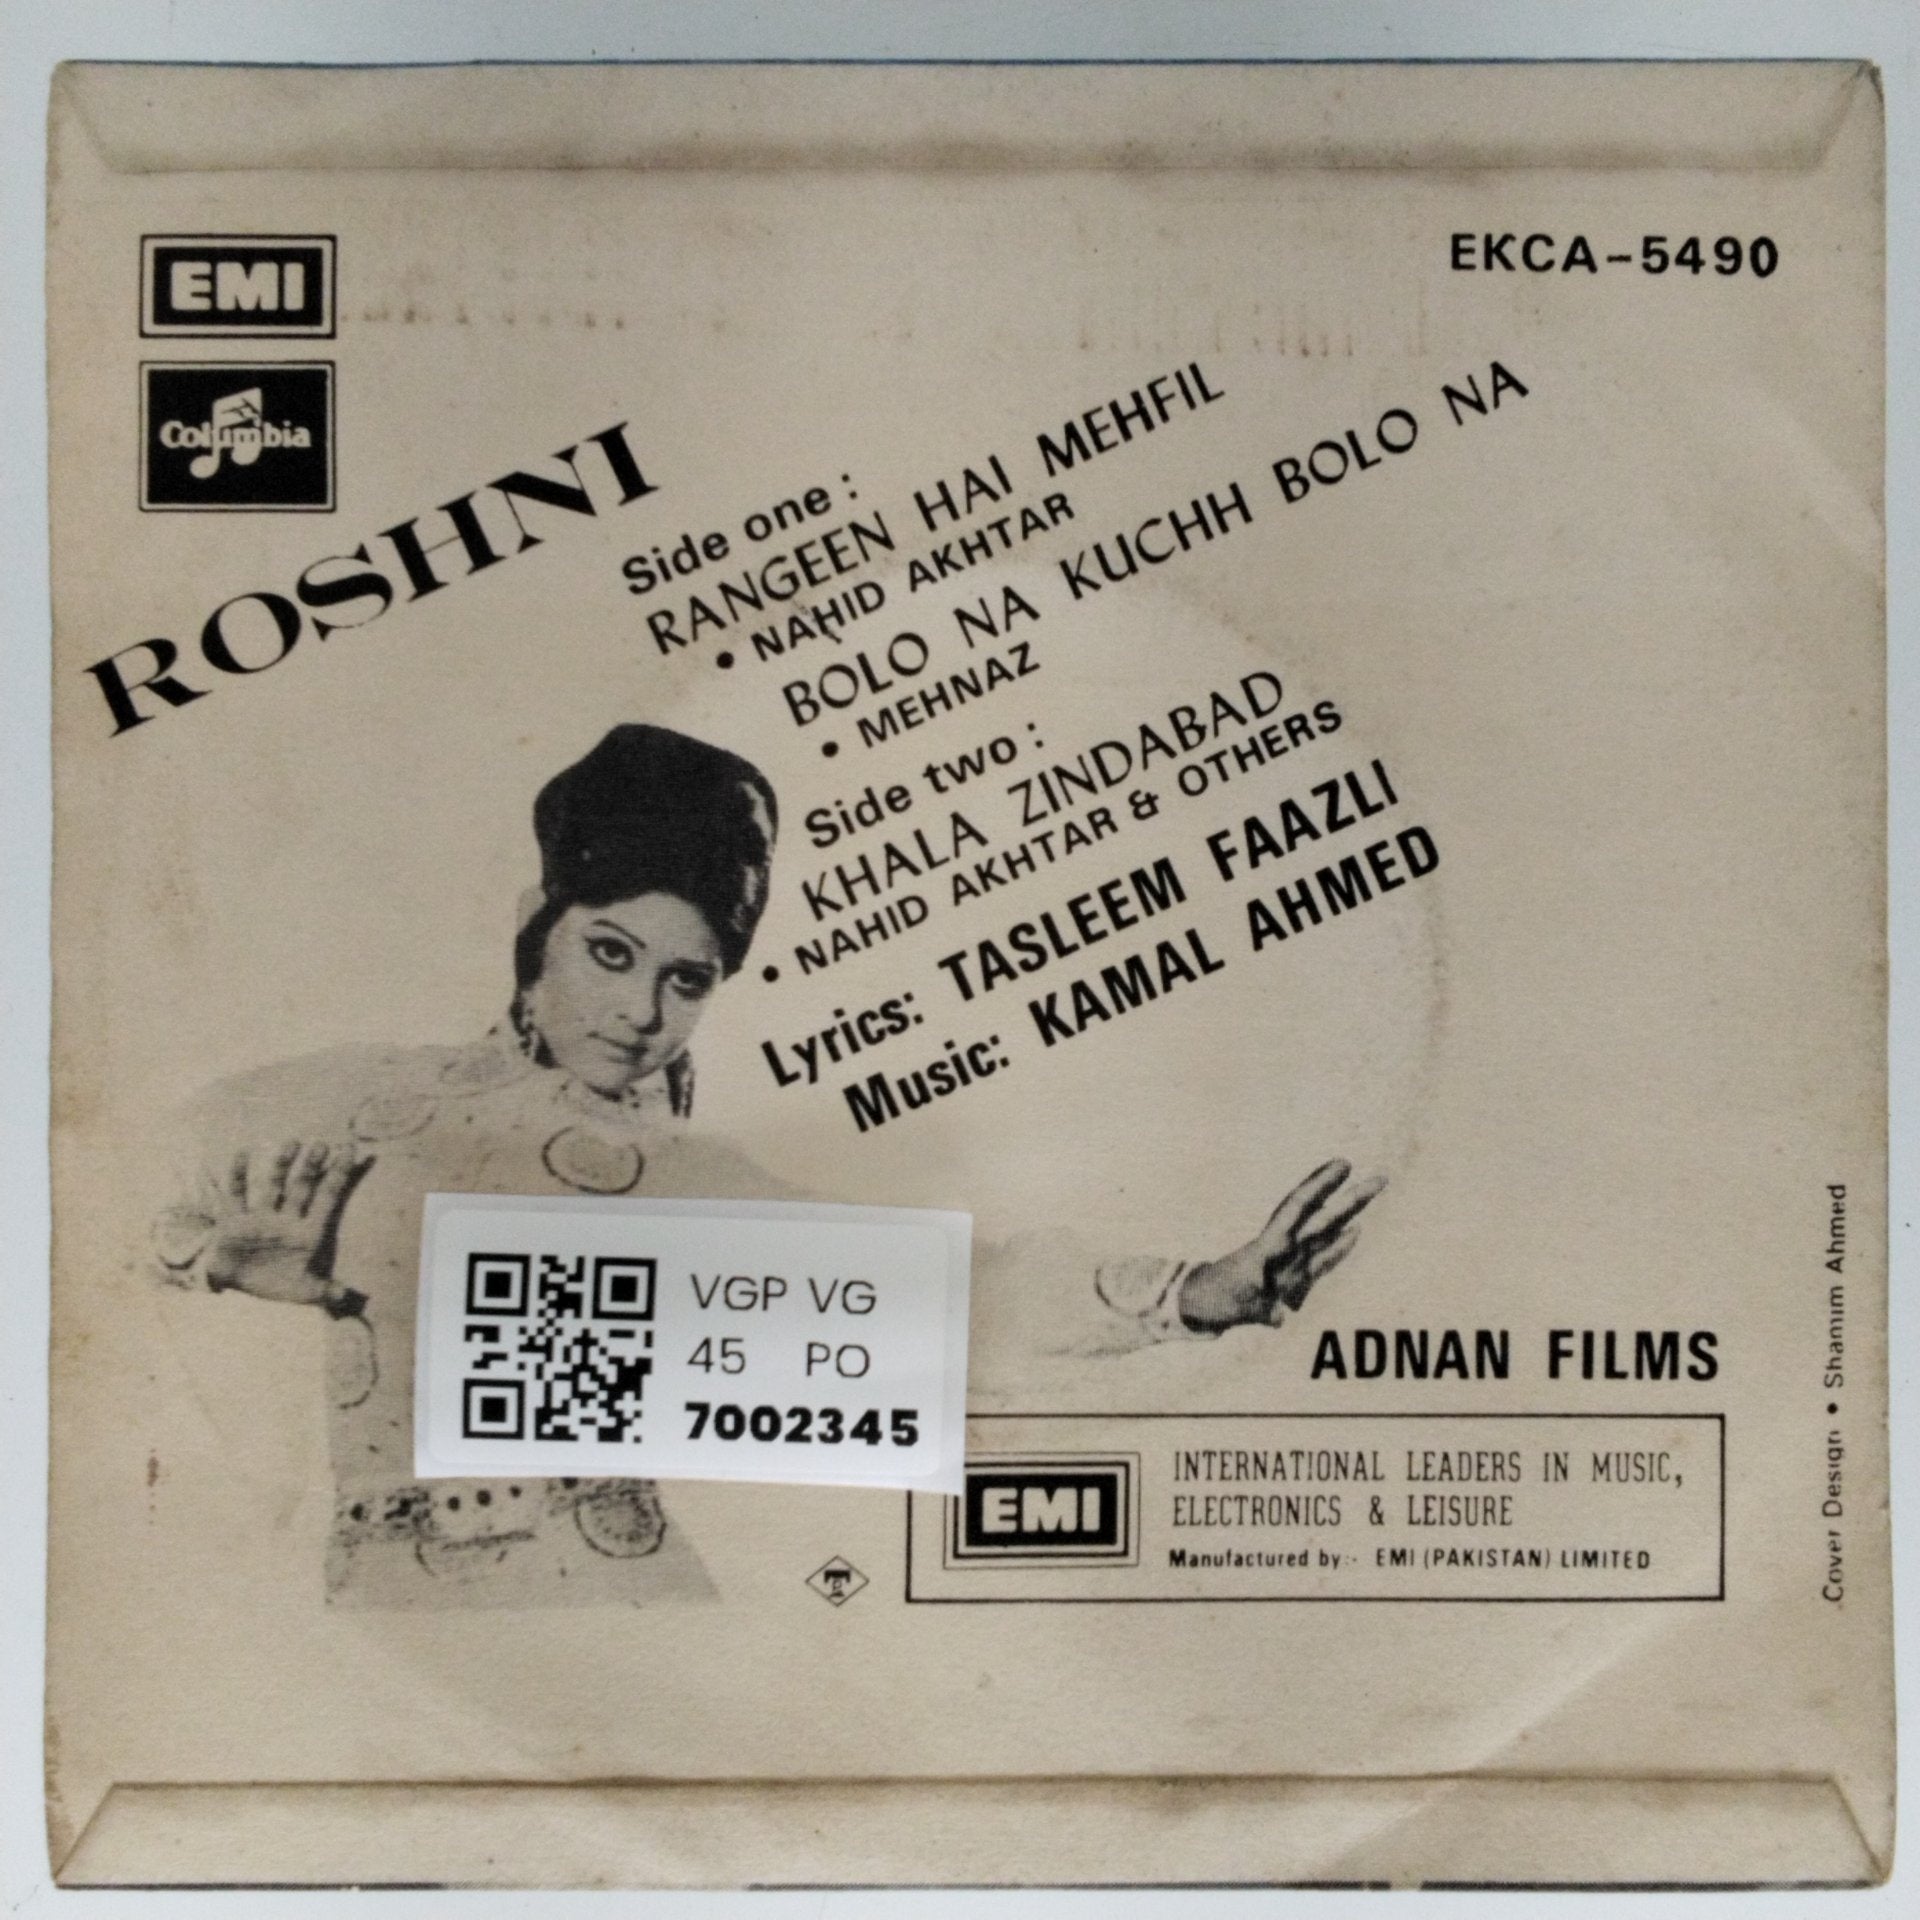 EMI
EKCA-5490
Columbia
ROSHNI
Side one :
RANGEEN HAI MEHFIL
• NAHID AKHTAR
BOLO NA KUCHH BOLO NA
• MEHNAZ
Side two :
KHALA ZINDABAD
• NAHID AKHTAR & OTHERS
Lyrics: TASLEEM FAAZLI
Music: KAMAL AHMED
VGP VG
45 PO
7002345
ADNAN FILMS
EMI
INTERNATIONAL LEADERS IN MUSIC,
ELECTRONICS & LEISURE
Manufactured by:- EMI (PAKISTAN) LIMITED
Cover Design • Shamim Ahmed